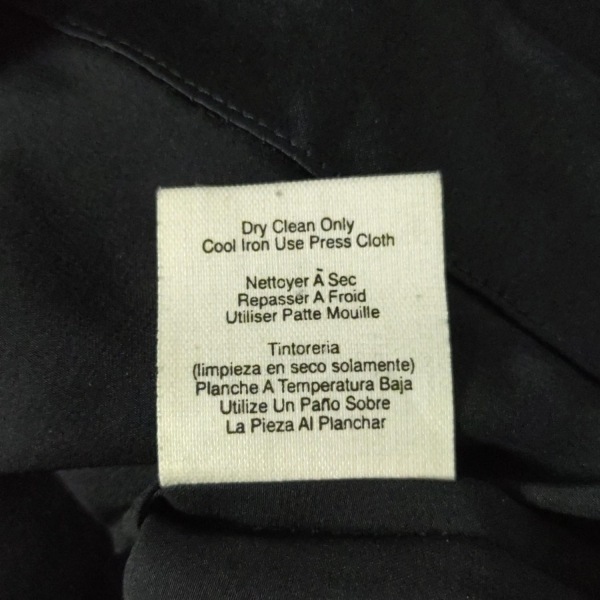 Dry Clean Only
Cool Iron Use Press Cloth
Nettoyer Ã Sec
Repasser A Froid
Utiliser Patte Mouille
Tintoreria
(limpieza en seco solamente)
Planche A Temperatura Baja
Utilize Un Paño Sobre
La Pieza Al Planchar